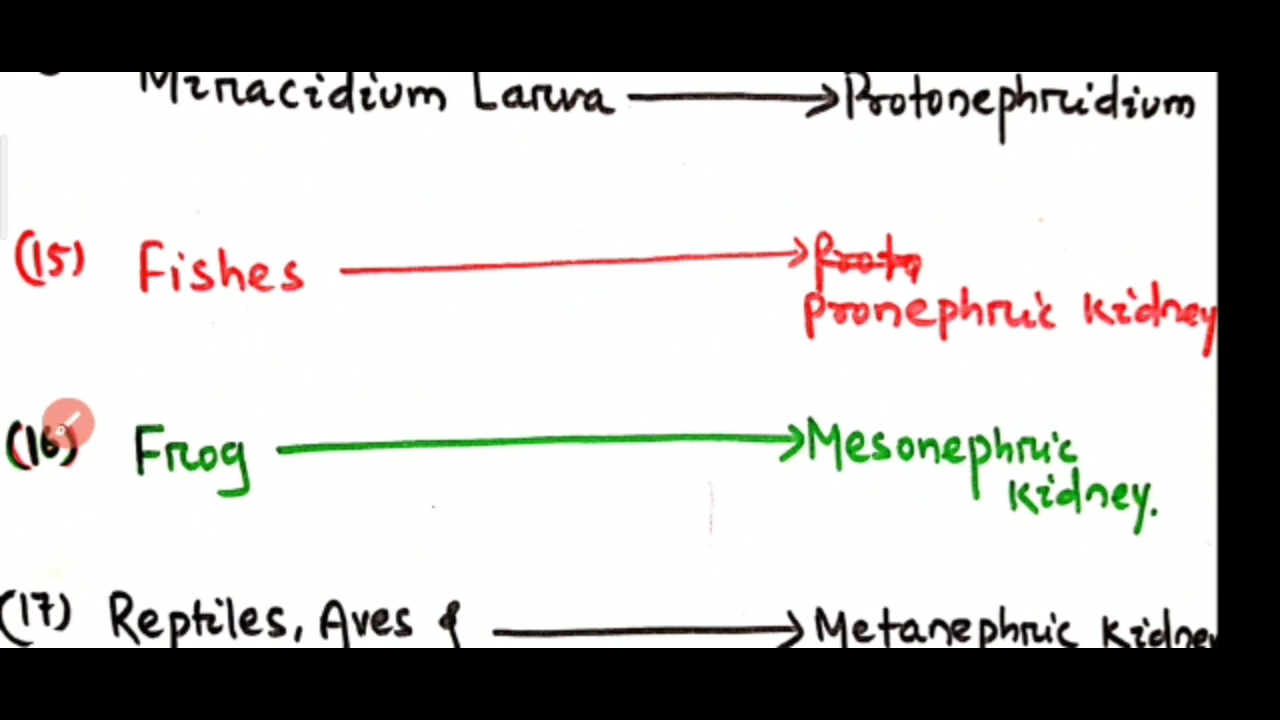 Miracidium Larva → Protonephridium
(15) Fishes → Proto
Pronephric Kidney
(16) Frog → Mesonephric
Kidney.
(17) Reptiles, Aves & → Metanephric Kidney